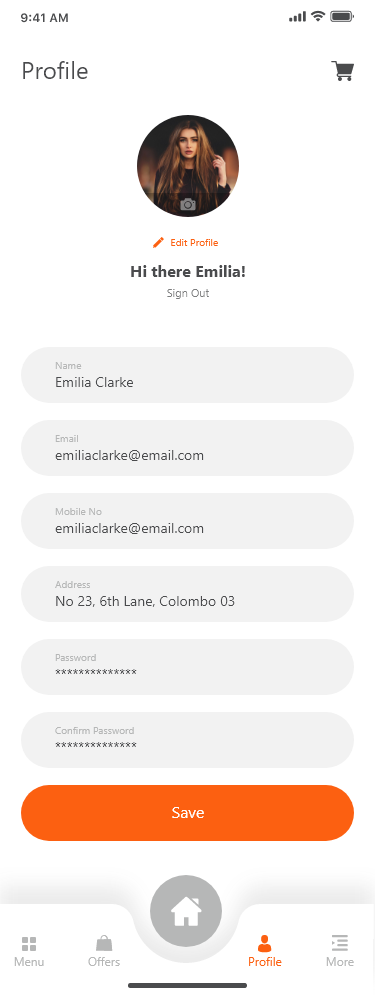 9:41 AM
Profile
Edit Profile
Hi there Emilia!
Sign Out
Name
Emilia Clarke
Email
emiliaclarke@email.com
Mobile No
emiliaclarke@email.com
Address
No 23, 6th Lane, Colombo 03
Password
**************
Confirm Password
**************
Save
Menu
Offers
Profile
More